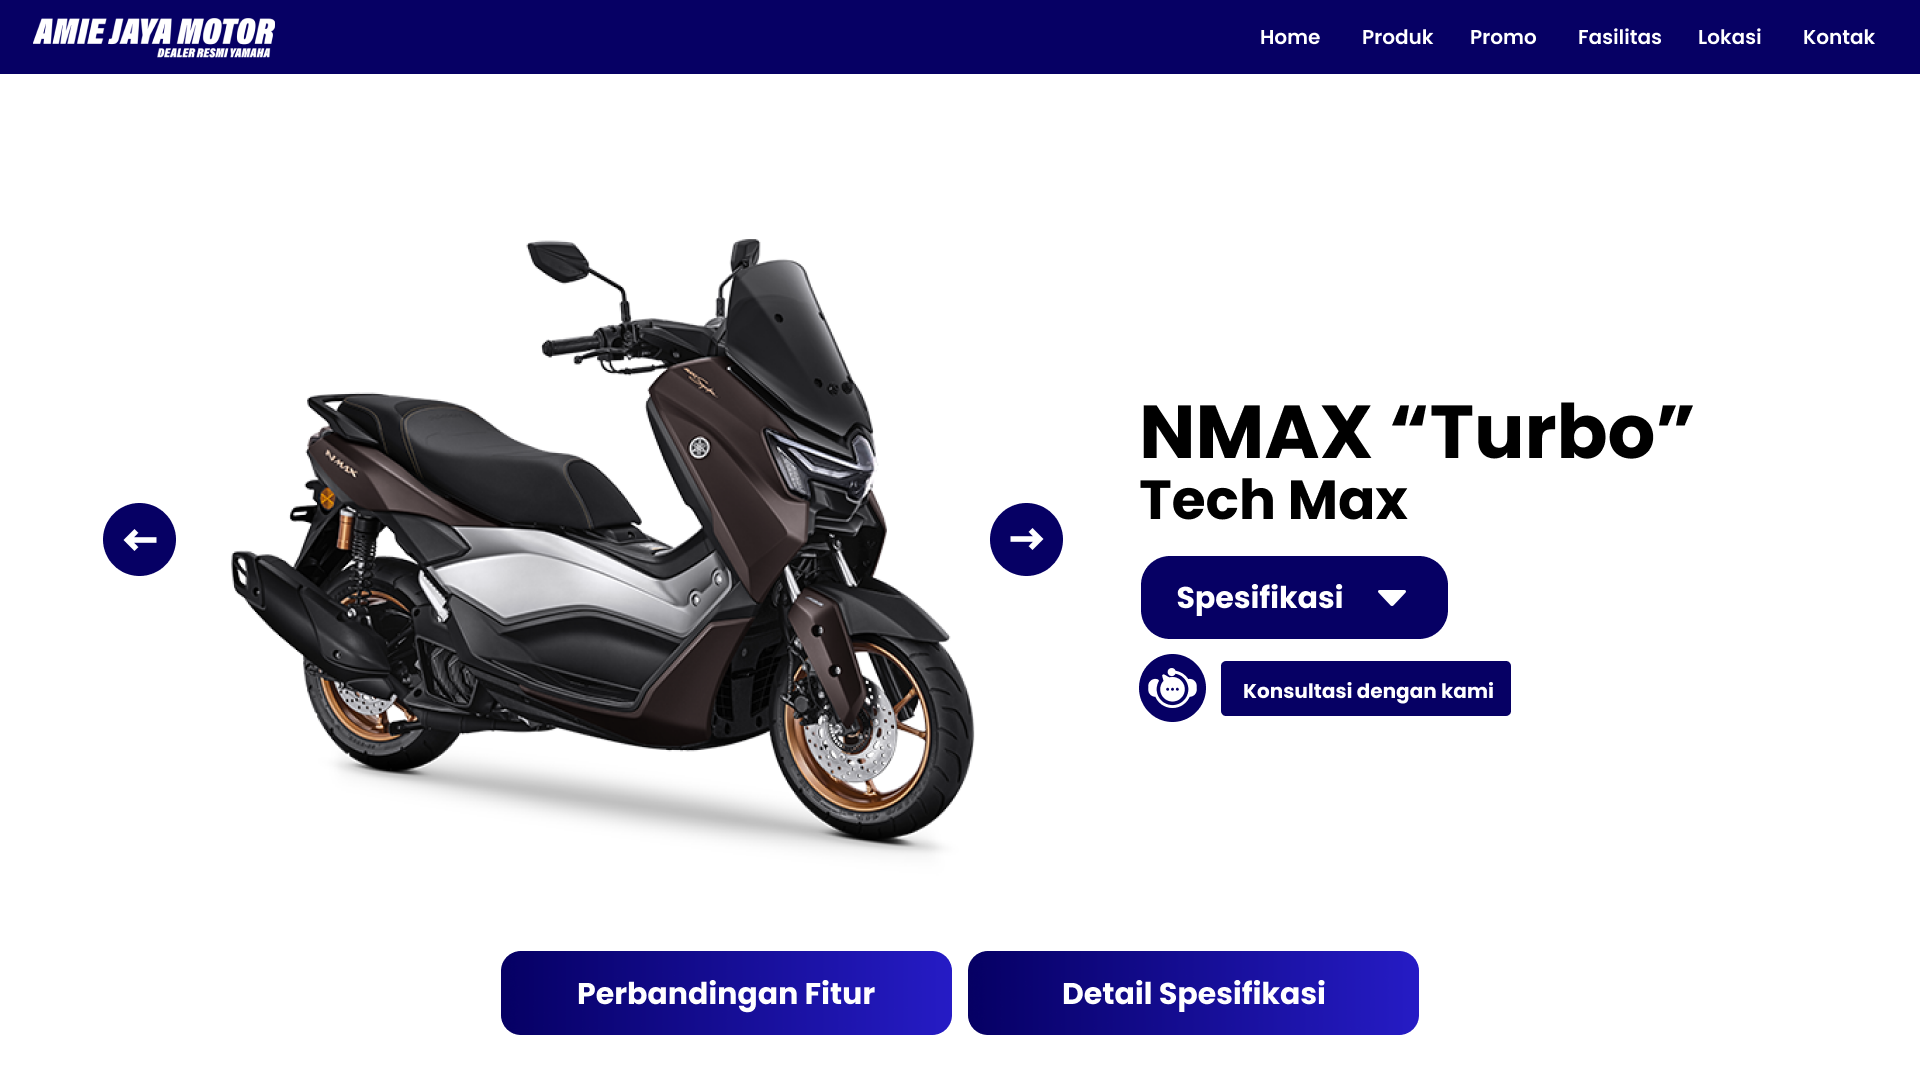 AMIE JAYA MOTOR
DEALER RESMI YAMAHA
Home Produk Promo Fasilitas Lokasi Kontak
NMAX
NMAX “Turbo”
Tech Max
Spesifikasi
Konsultasi dengan kami
Perbandingan Fitur
Detail Spesifikasi